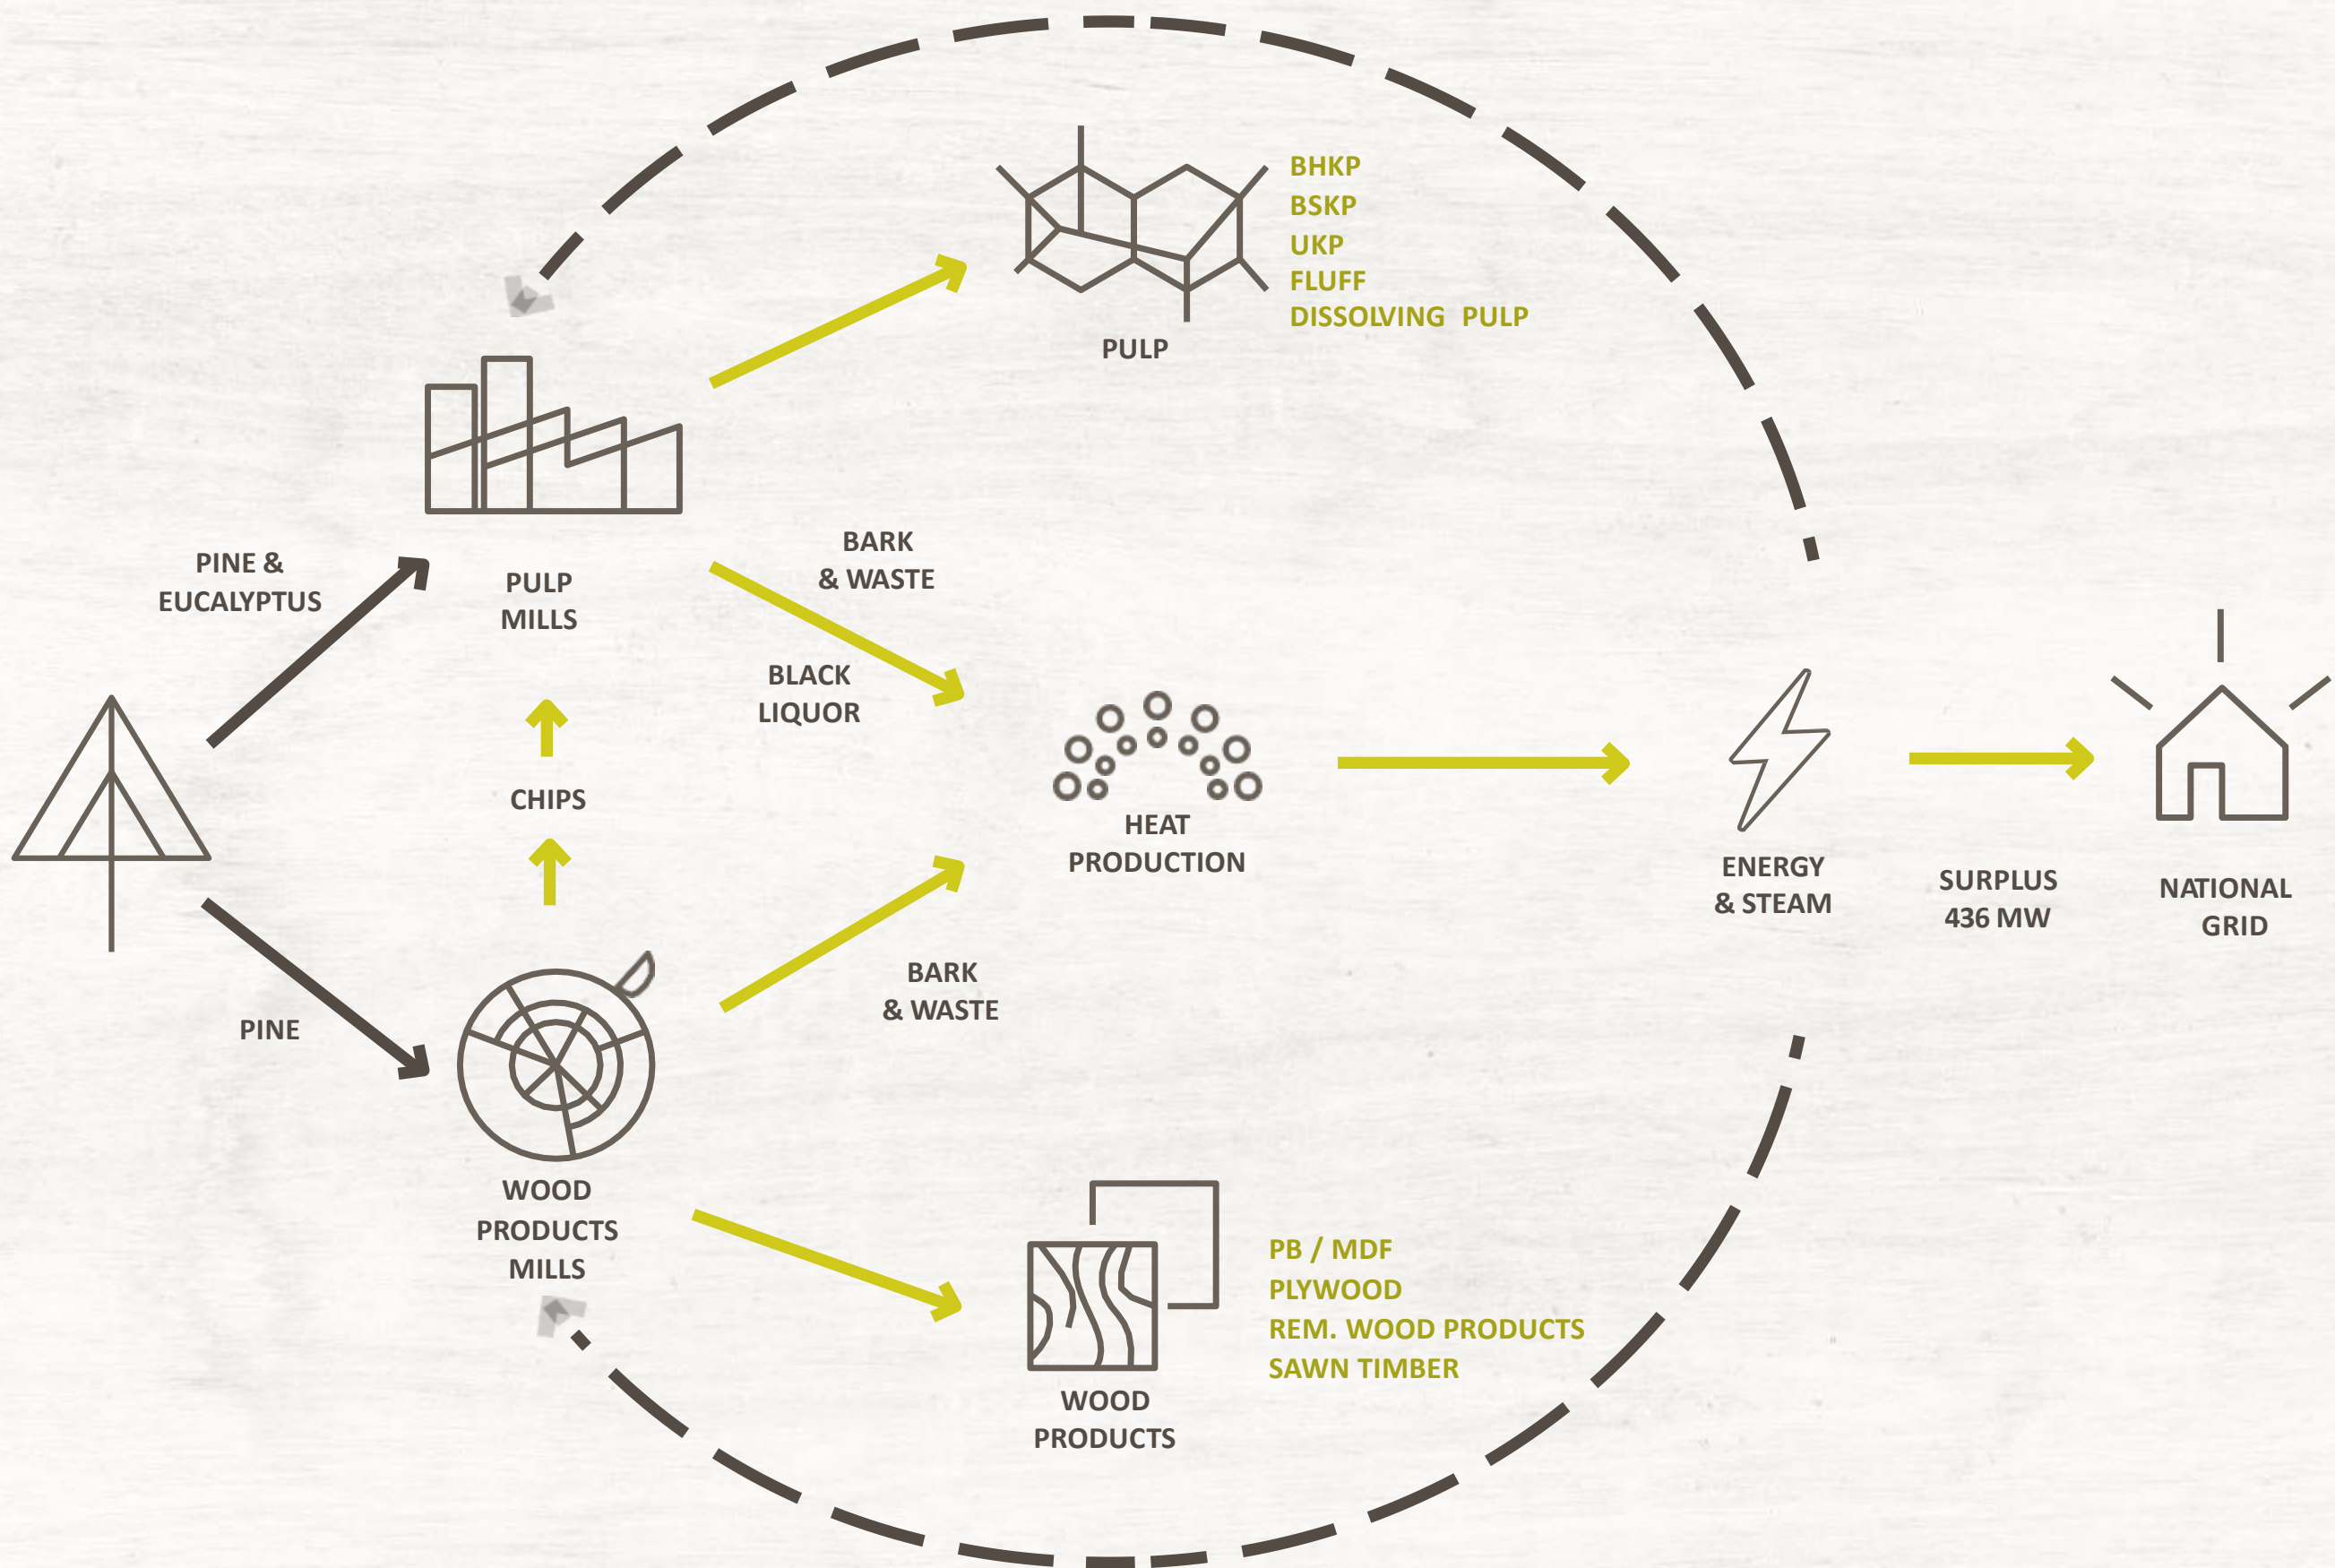 BHKP
BSKP
UKP
FLUFF
DISSOLVING PULP
PULP
PINE &
EUCALYPTUS
PULP
MILLS
BARK
& WASTE
BLACK
LIQUOR
CHIPS
HEAT
PRODUCTION
ENERGY
& STEAM
SURPLUS
436 MW
NATIONAL
GRID
PINE
BARK
& WASTE
WOOD
PRODUCTS
MILLS
PB / MDF
PLYWOOD
REM. WOOD PRODUCTS
SAWN TIMBER
WOOD
PRODUCTS